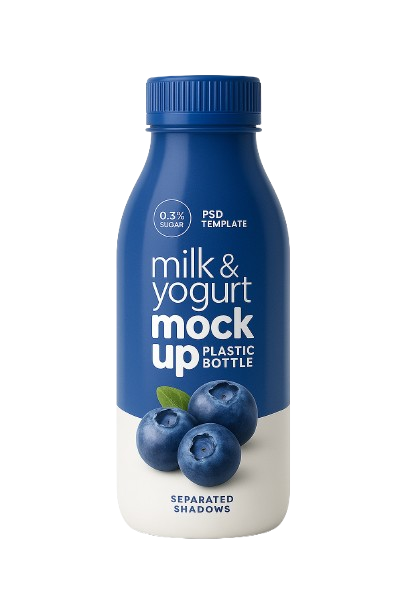 0.3%
SUGAR
PSD
TEMPLATE
milk &
yogurt
mock
up PLASTIC
BOTTLE
SEPARATED
SHADOWS